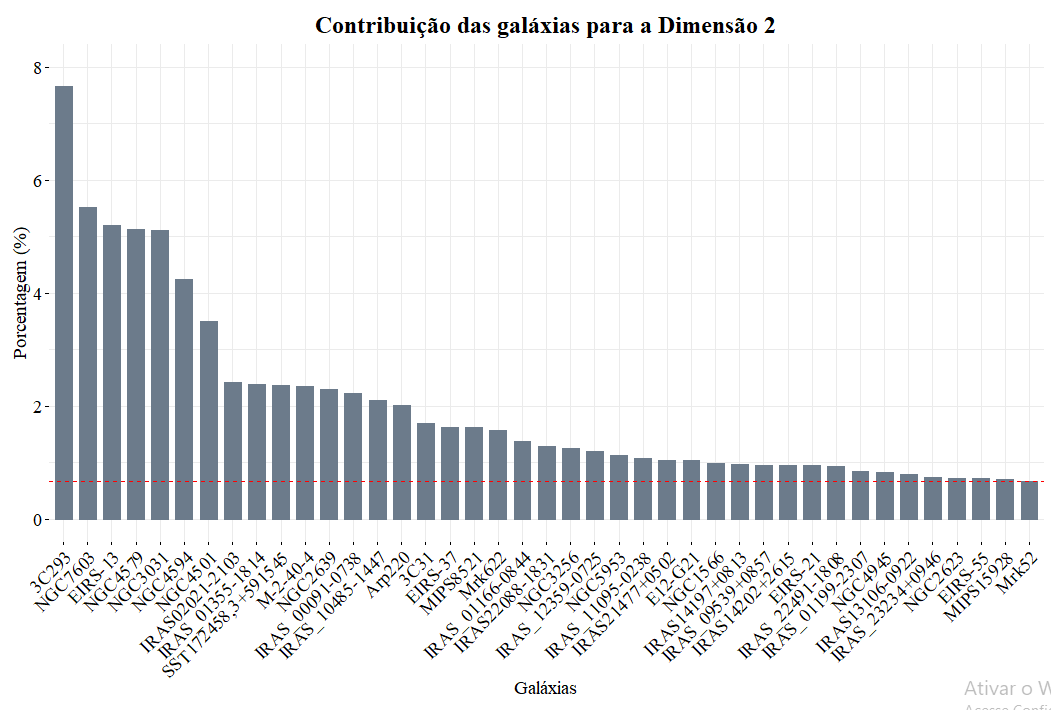 Contribuição das galáxias para a Dimensão 2
Porcentagem (%)
8
6
4
2
0
3C293
NGC7603
EIRS-13
NGC4579
NGC3031
NGC4594
NGC4501
IRAS02021-2103
IRAS_01355-1814
SST172458,3+591545
M-2-40-4
NGC2639
IRAS_00091-0738
IRAS_10485-1447
Arp220
3C31
EIRS-37
MIPS8521
Mrk622
IRAS_01166-0844
IRAS22088-1831
NGC3256
IRAS_12359-0725
NGC5953
IRAS_11095-0238
IRAS21477+0502
E12-G21
NGC1566
IRAS14197+0813
IRAS_09539+0857
IRAS14202+2615
EIRS-21
IRAS_22491-1808
IRAS_01199-2307
NGC4945
IRAS13106-0922
IRAS_23234+0946
NGC2623
EIRS-55
MIPS15928
Mrk52
Galáxias
Ativar o W